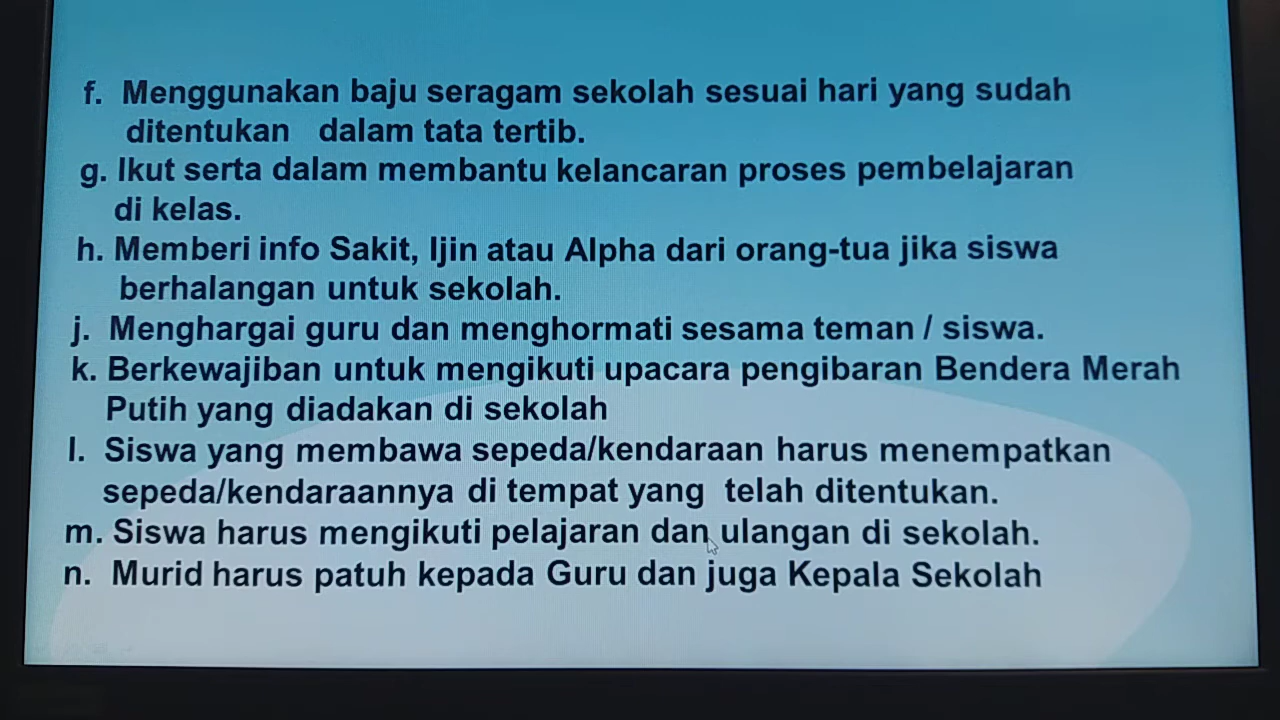 f. Menggunakan baju seragam sekolah sesuai hari yang sudah
ditentukan dalam tata tertib.
g. Ikut serta dalam membantu kelancaran proses pembelajaran
di kelas.
h. Memberi info Sakit, Ijin atau Alpha dari orang-tua jika siswa
berhalangan untuk sekolah.
j. Menghargai guru dan menghormati sesama teman / siswa.
k. Berkewajiban untuk mengikuti upacara pengibaran Bendera Merah
Putih yang diadakan di sekolah
l. Siswa yang membawa sepeda/kendaraan harus menempatkan
sepeda/kendaraannya di tempat yang telah ditentukan.
m. Siswa harus mengikuti pelajaran dan ulangan di sekolah.
n. Murid harus patuh kepada Guru dan juga Kepala Sekolah